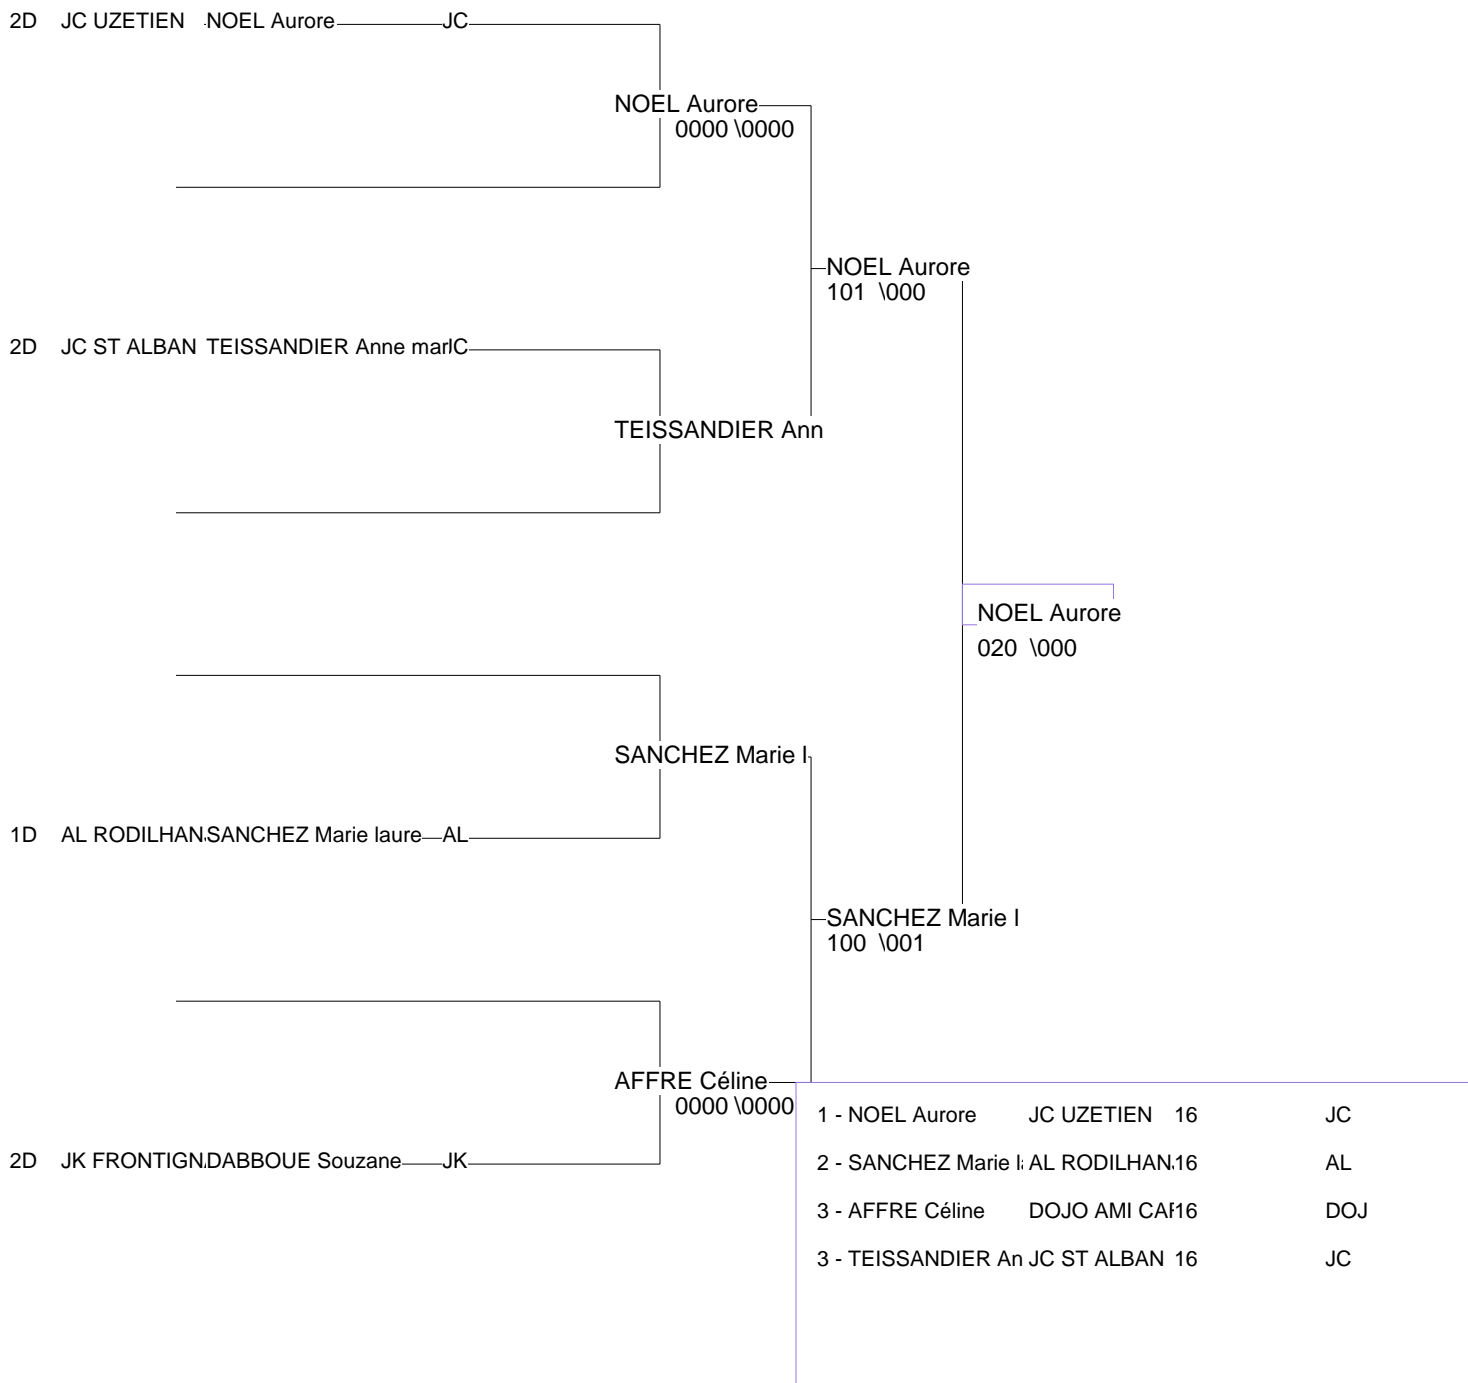 2D JC UZETIEN NOEL Aurore JC
NOEL Aurore
0000 \0000
NOEL Aurore
101 \000
2D JC ST ALBAN TEISSANDIER Anne mar JC
TEISSANDIER Ann
NOEL Aurore
020 \000
SANCHEZ Marie l
1D AL RODILHAN SANCHEZ Marie laure AL
SANCHEZ Marie l
100 \001
AFFRE Céline
0000 \0000
2D JK FRONTIGN DABBOUE Souzane JK
1 - NOEL Aurore JC UZETIEN 16 JC
2 - SANCHEZ Marie l AL RODILHAN 16 AL
3 - AFFRE Céline DOJO AMI CAR 16 DOJ
3 - TEISSANDIER An JC ST ALBAN 16 JC